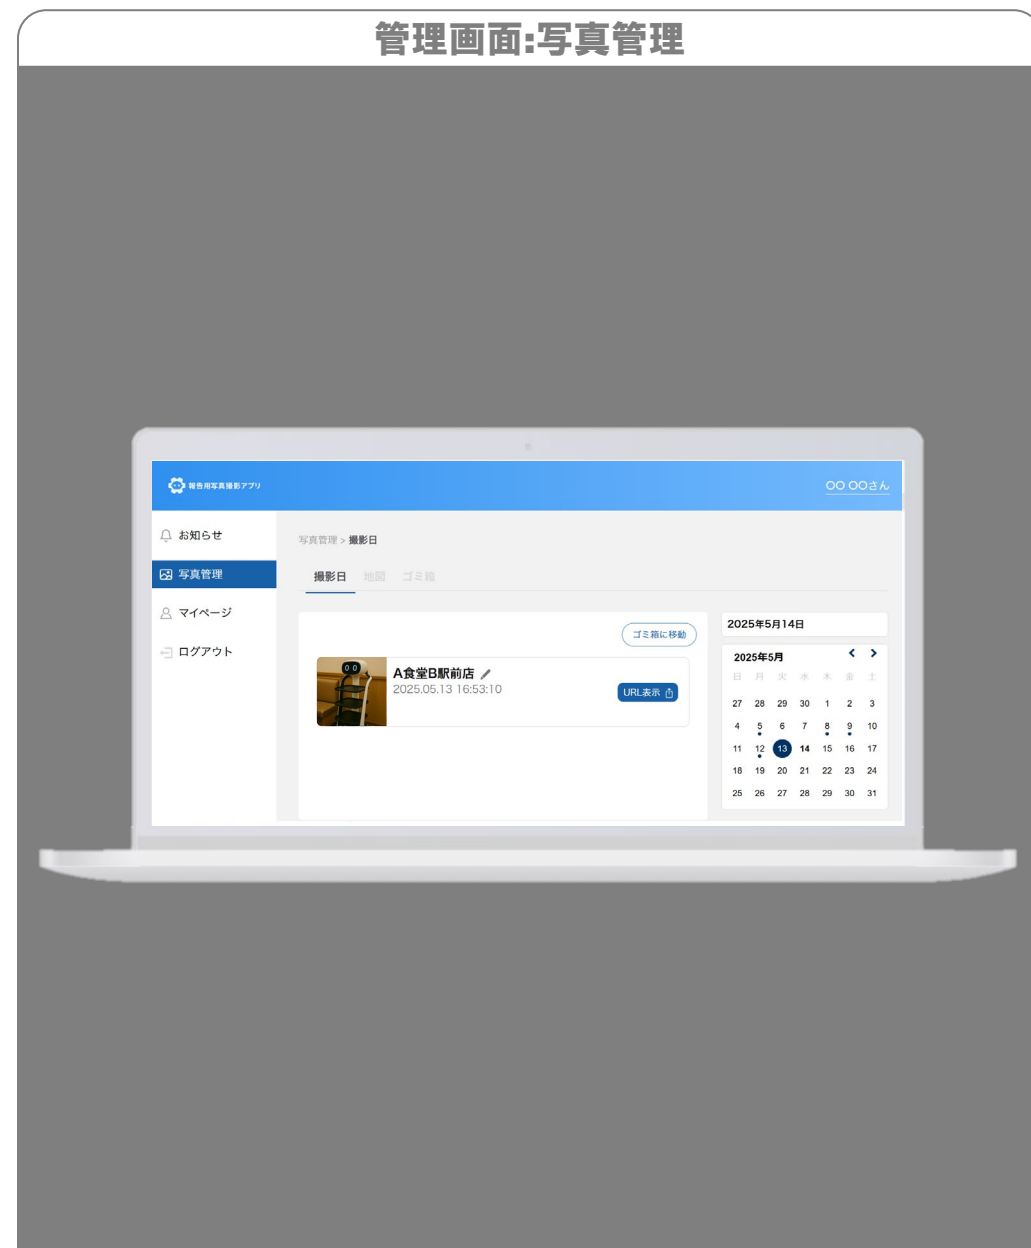 管理画面:写真管理
報告用写真撮影アプリ
〇〇 〇〇さん
お知らせ
写真管理
マイページ
ログアウト
写真管理 > 撮影日
撮影日 地図 ゴミ箱
ゴミ箱に移動
A食堂B駅前店
2025.05.13 16:53:10
URL表示
2025年5月14日
2025年5月
日 月 火 水 木 金 土
27 28 29 30 1 2 3
4 5 6 7 8 9 10
11 12 13 14 15 16 17
18 19 20 21 22 23 24
25 26 27 28 29 30 31